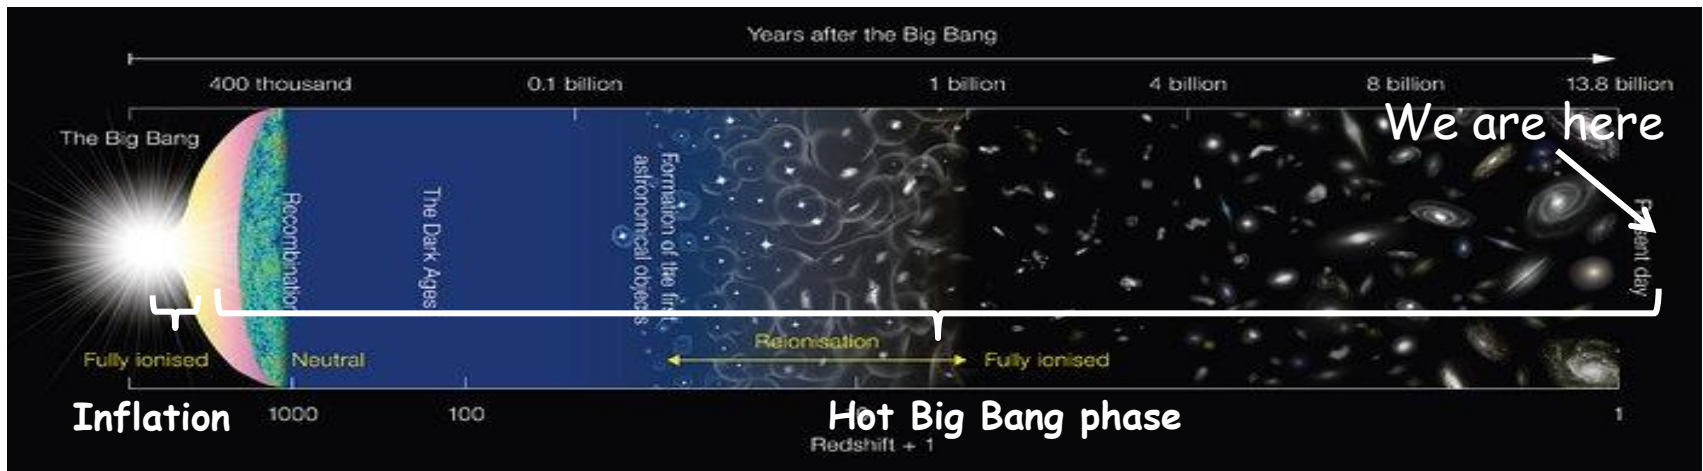 Years after the Big Bang
400 thousand
0.1 billion
1 billion
4 billion
8 billion
13.8 billion
We are here
The Big Bang
Recombination
The Dark Ages
Formation of the first
astronomical objects
Present day
Reionisation
Fully ionised
Neutral
Fully ionised
Inflation
1000
100
Hot Big Bang phase
1
Redshift + 1